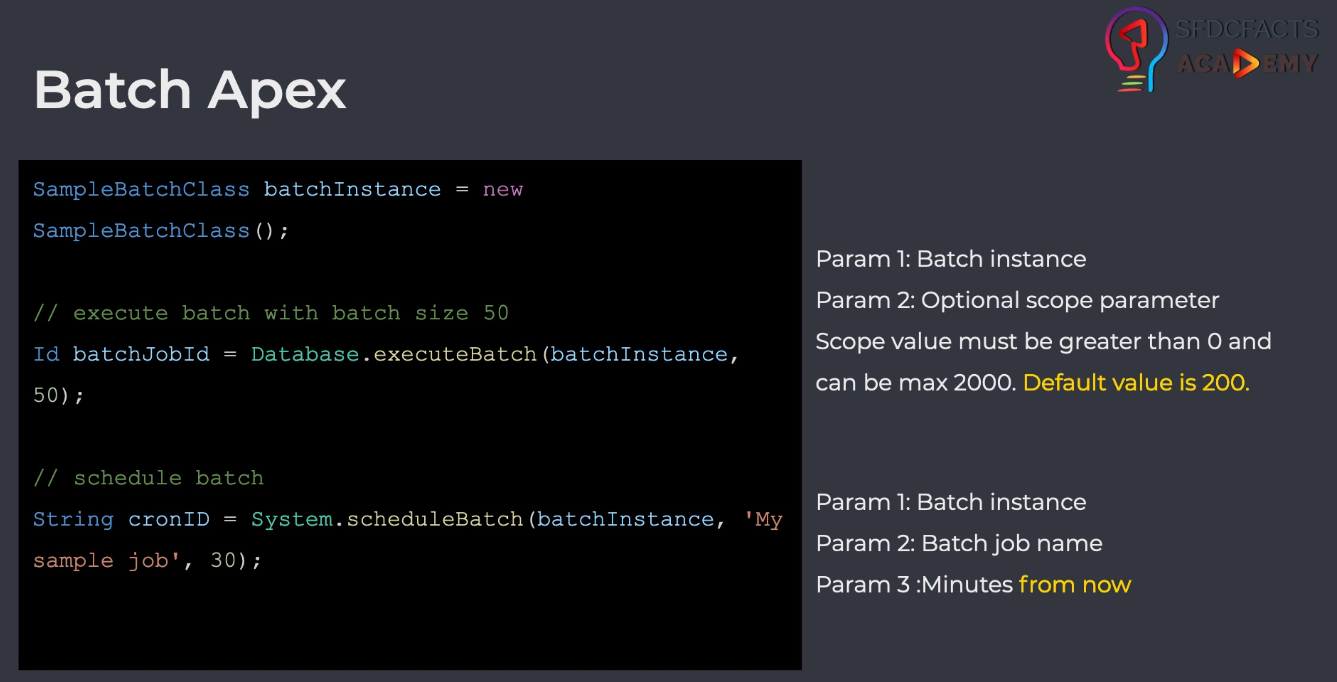 SFDCFACTS
ACADEMY
Batch Apex
SampleBatchClass batchInstance = new
SampleBatchClass();
// execute batch with batch size 50
Id batchJobId = Database.executeBatch(batchInstance,
50);
// schedule batch
String cronID = System.scheduleBatch(batchInstance, 'My
sample job', 30);
Param 1: Batch instance
Param 2: Optional scope parameter
Scope value must be greater than 0 and
can be max 2000. Default value is 200.
Param 1: Batch instance
Param 2: Batch job name
Param 3 :Minutes from now